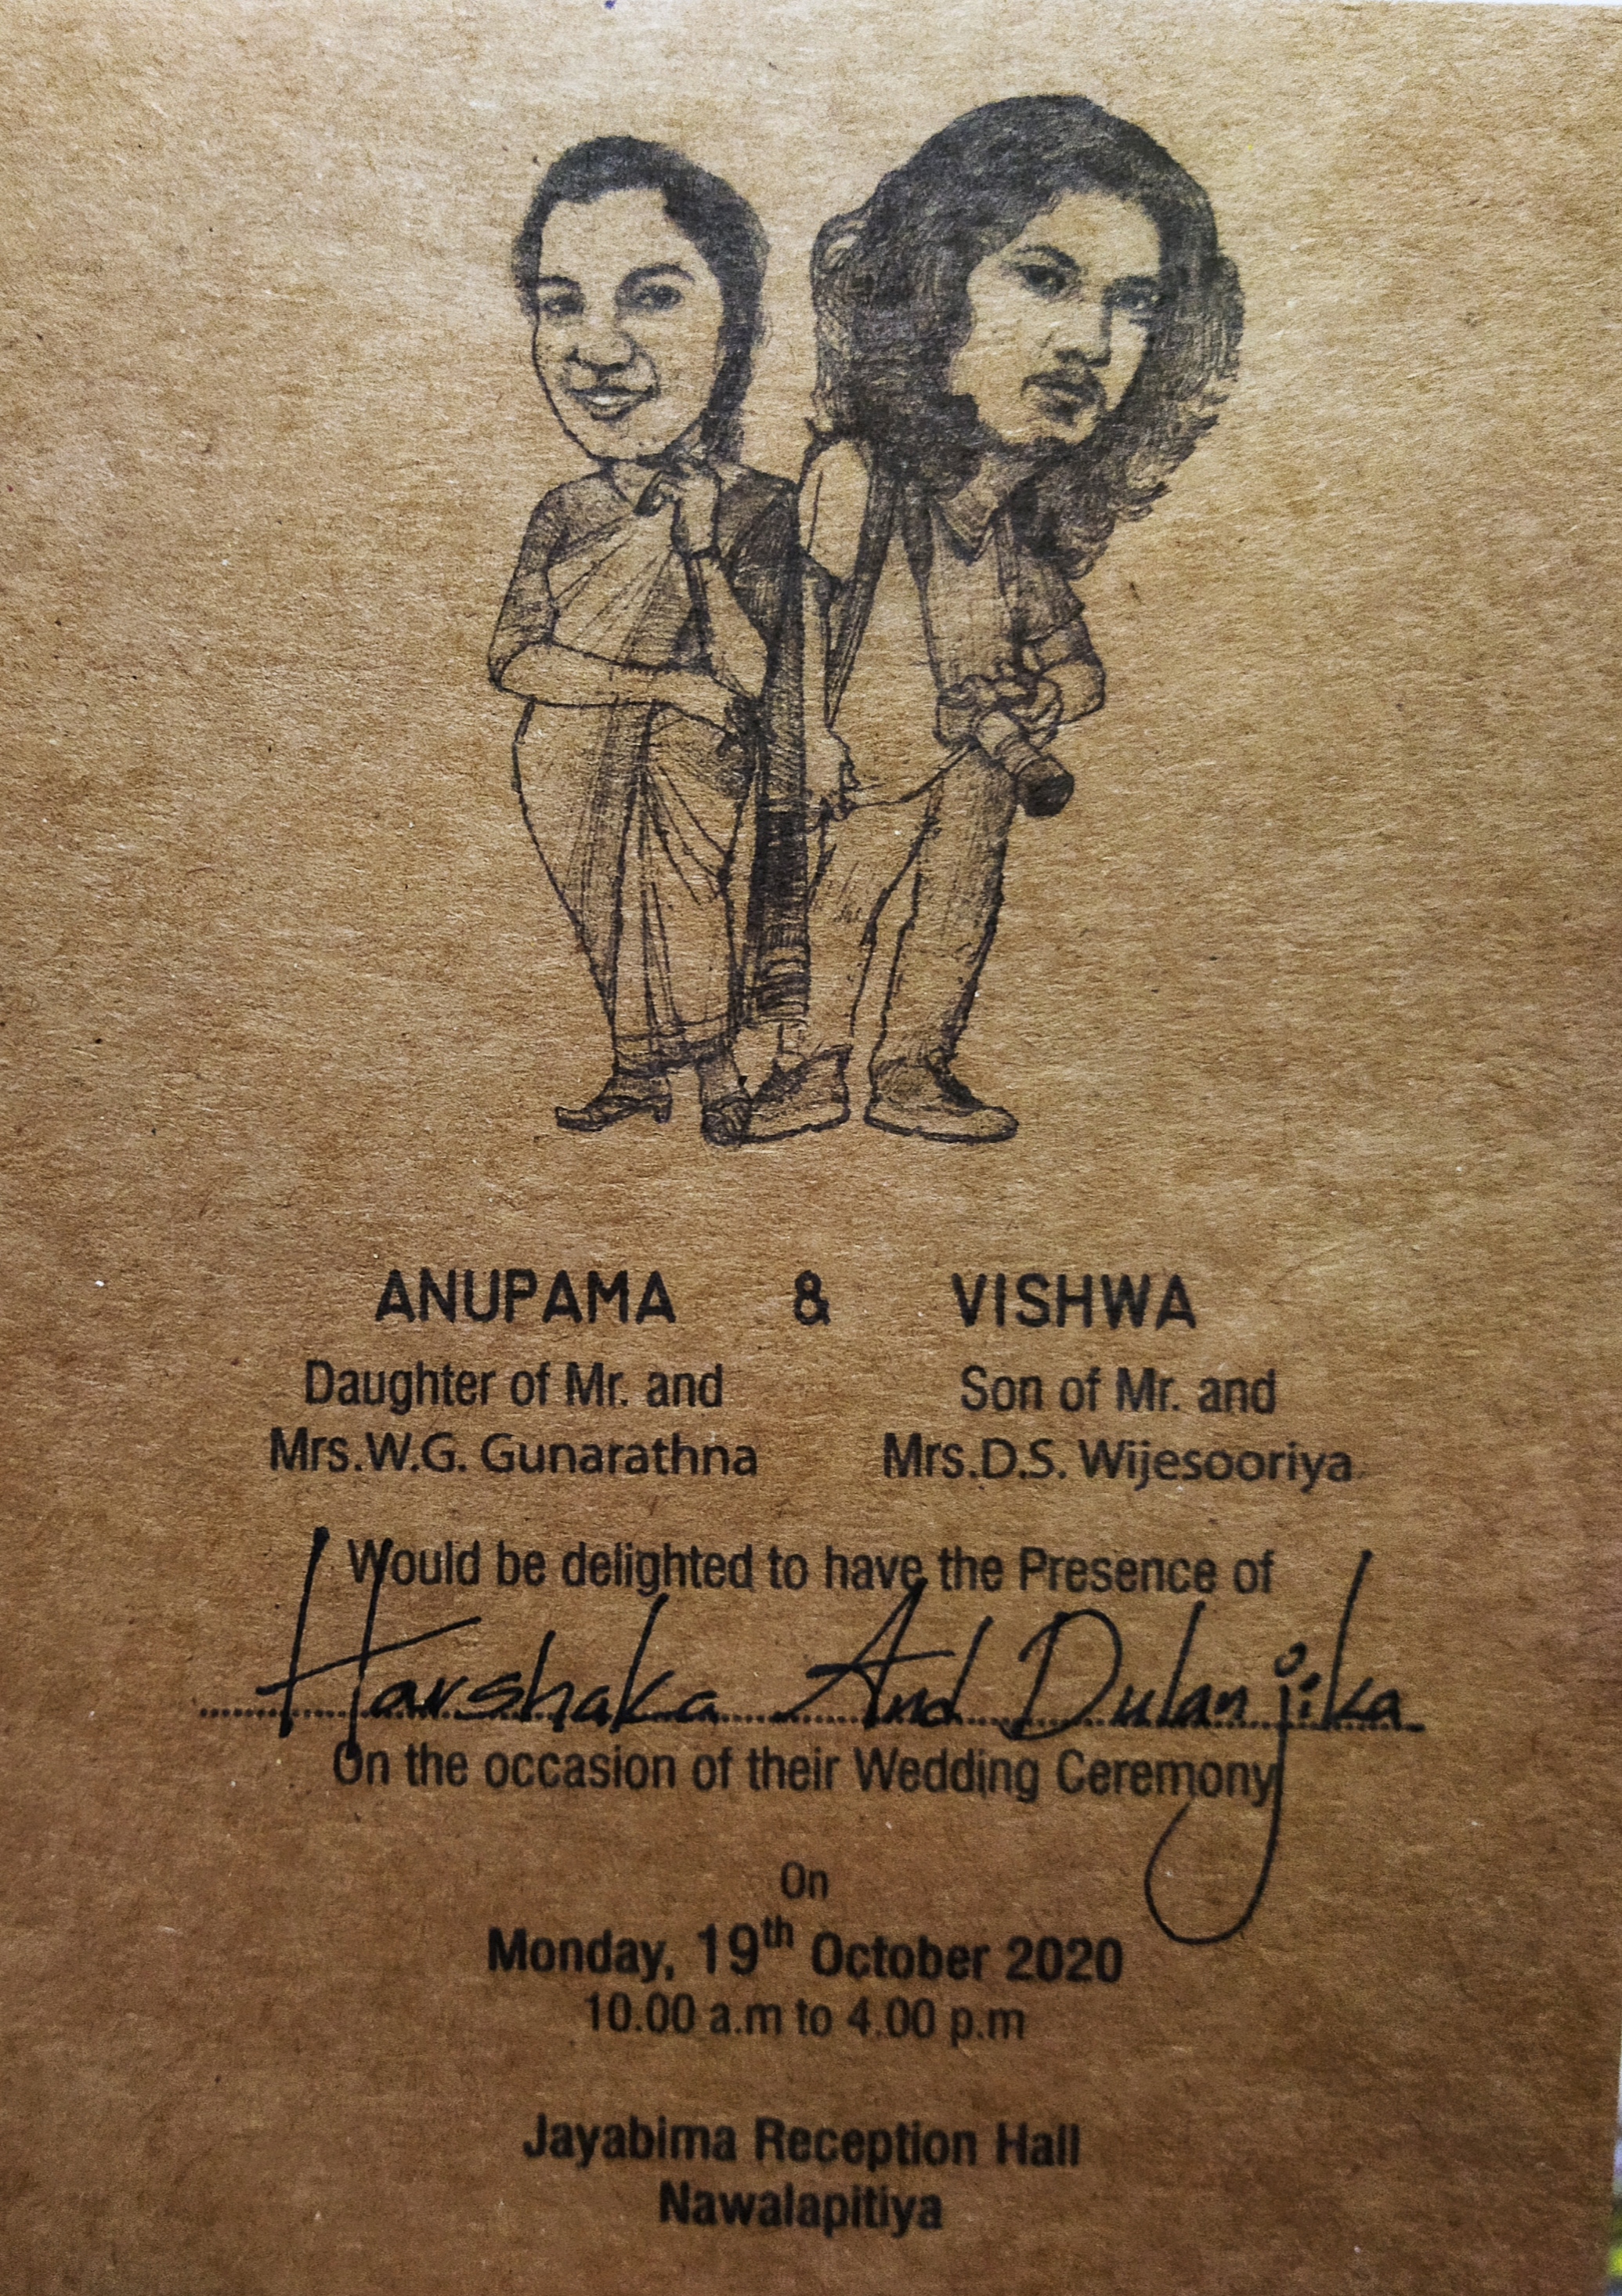 ANUPAMA & VISHWA
Daughter of Mr. and
Mrs.W.G. Gunarathna
Son of Mr. and
Mrs.D.S. Wijesooriya
Would be delighted to have the Presence of
Harshaka And Dulanjika
On the occasion of their Wedding Ceremony
On
Monday, 19th October 2020
10.00 a.m to 4.00 p.m
Jayabima Reception Hall
Nawalapitiya